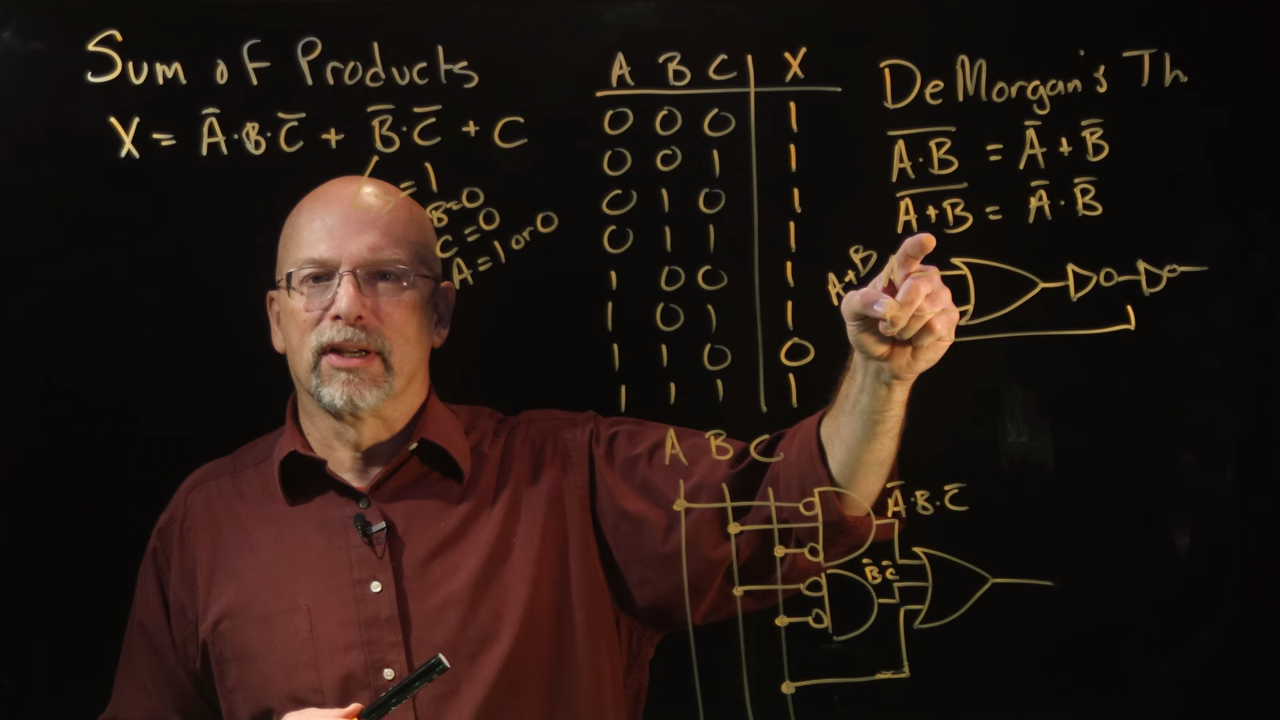 Sum of Products
X = A̅·B·C̅ + B̅·C̅ + C
= 1
B=0
C=0
A=1 or 0
A B C X
0 0 0 1
0 0 1 1
0 1 0 1
0 1 1 1
1 0 0 1
1 0 1 1
1 1 0 0
1 1 1 1
DeMorgan's Th
A̅·̅B̅ = A̅+B̅
A̅+̅B̅ = A̅·B̅
A+B
A B C
A̅·B·C̅
B̅C̅